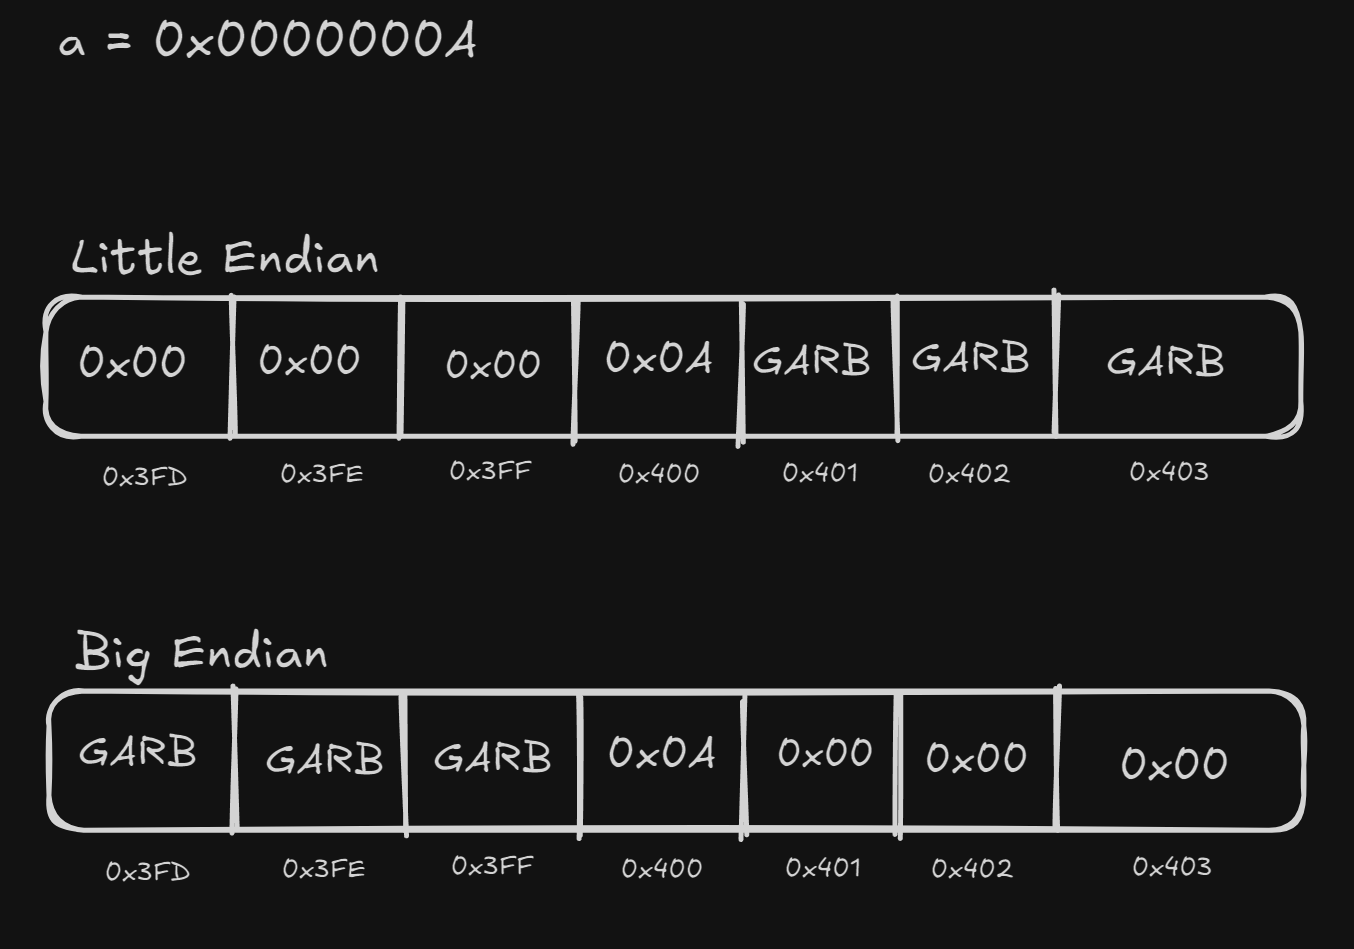 a = 0x0000000A
Little Endian
0x00 0x00 0x00 0x0A GARB GARB GARB
0x3FD 0x3FE 0x3FF 0x400 0x401 0x402 0x403
Big Endian
GARB GARB GARB 0x0A 0x00 0x00 0x00
0x3FD 0x3FE 0x3FF 0x400 0x401 0x402 0x403